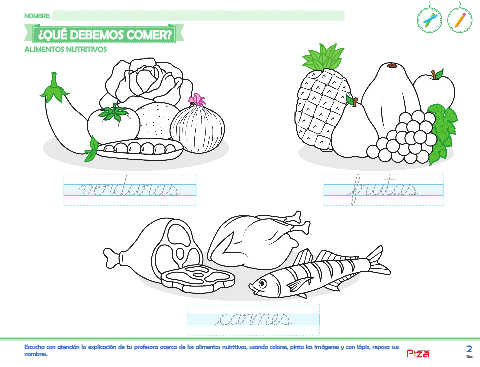 NOMBRE:
¿QUÉ DEBEMOS COMER?
ALIMENTOS NUTRITIVOS
verduras
frutas
carnes
Escucha con atención la explicación de tu profesora acerca de los alimentos nutritivos, usando colores, pinta las imágenes y con lápiz, repasa sus
nombres.
2